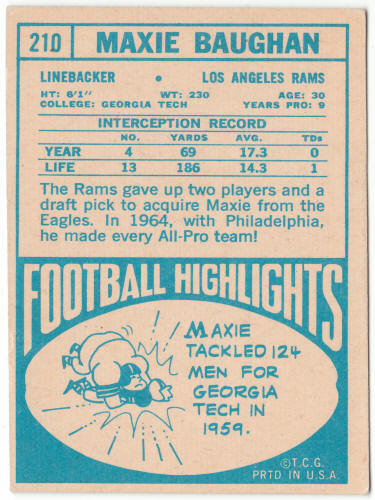 210 MAXIE BAUGHAN
LINEBACKER • LOS ANGELES RAMS
HT: 6'1" WT: 230 AGE: 30
COLLEGE: GEORGIA TECH YEARS PRO: 9
INTERCEPTION RECORD
NO. YARDS AVG. TDs
YEAR 4 69 17.3 0
LIFE 13 186 14.3 1
The Rams gave up two players and a
draft pick to acquire Maxie from the
Eagles. In 1964, with Philadelphia,
he made every All-Pro team!
FOOTBALL HIGHLIGHTS
MAXIE
TACKLED 124
MEN FOR
GEORGIA
TECH IN
1959.
©T.C.G.
PRTD IN U.S.A.